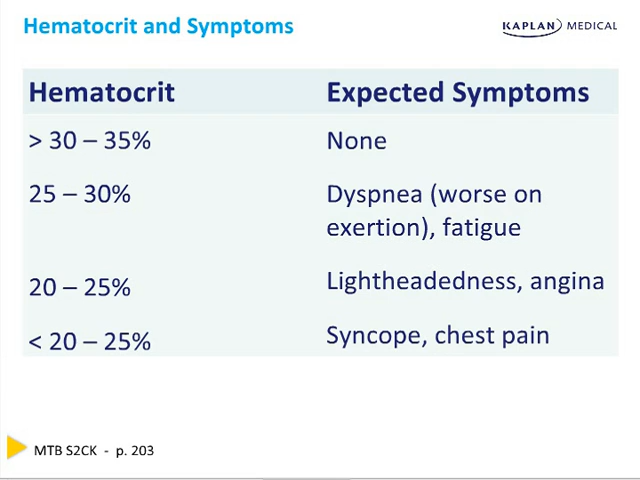 Hematocrit and Symptoms
KAPLAN MEDICAL
Hematocrit Expected Symptoms
> 30 – 35% None
25 – 30% Dyspnea (worse on
exertion), fatigue
20 – 25% Lightheadedness, angina
< 20 – 25% Syncope, chest pain
MTB S2CK - p. 203